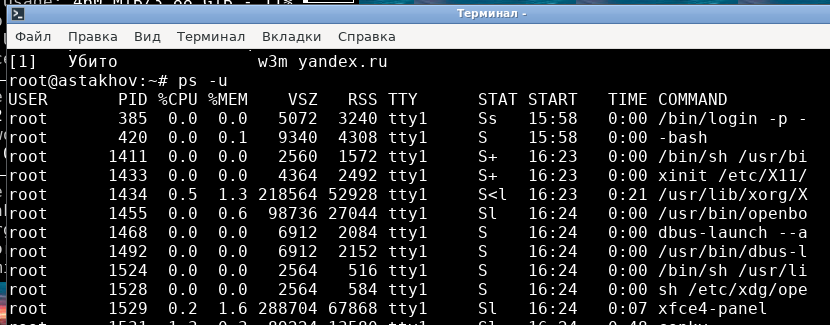 Терминал -
Файл Правка Вид Терминал Вкладки Справка
[1] Убито w3m yandex.ru
root@astakhov:~# ps -u
USER PID %CPU %MEM VSZ RSS TTY STAT START TIME COMMAND
root 385 0.0 0.0 5072 3240 tty1 Ss 15:58 0:00 /bin/login -p -
root 420 0.0 0.1 9340 4308 tty1 S 15:58 0:00 -bash
root 1411 0.0 0.0 2560 1572 tty1 S+ 16:23 0:00 /bin/sh /usr/bi
root 1433 0.0 0.0 4364 2492 tty1 S+ 16:23 0:00 xinit /etc/X11/
root 1434 0.5 1.3 218564 52928 tty1 S<l 16:23 0:21 /usr/lib/xorg/X
root 1455 0.0 0.6 98736 27044 tty1 Sl 16:24 0:00 /usr/bin/openbo
root 1468 0.0 0.0 6912 2084 tty1 S 16:24 0:00 dbus-launch --a
root 1492 0.0 0.0 6912 2152 tty1 S 16:24 0:00 /usr/bin/dbus-l
root 1524 0.0 0.0 2564 516 tty1 S 16:24 0:00 /bin/sh /usr/li
root 1528 0.0 0.0 2564 584 tty1 S 16:24 0:00 sh /etc/xdg/ope
root 1529 0.2 1.6 288704 67868 tty1 Sl 16:24 0:07 xfce4-panel